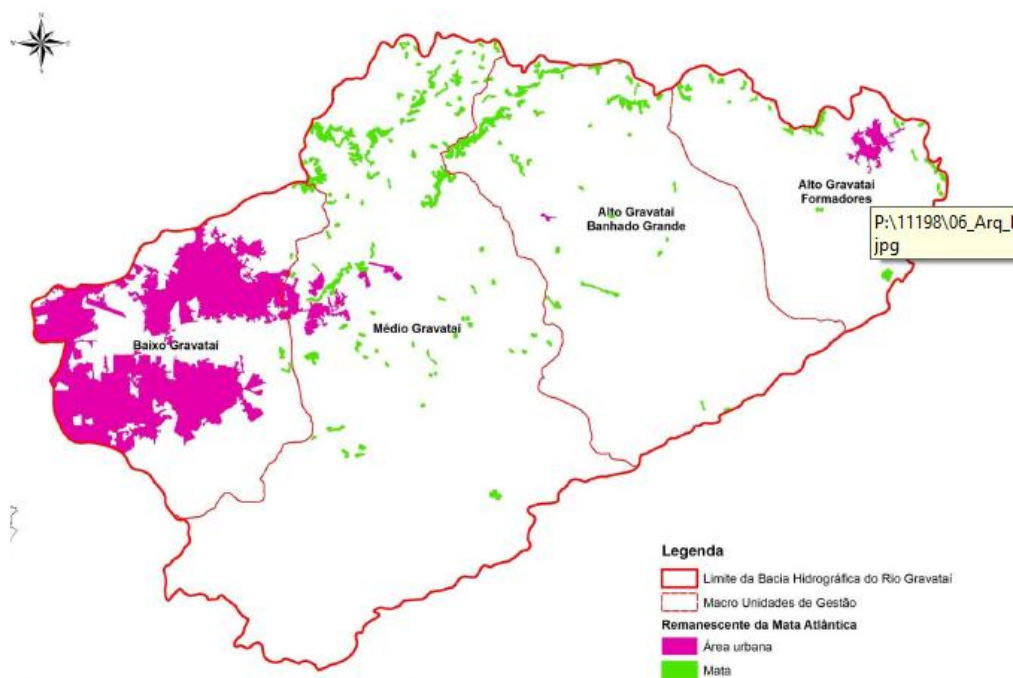 Alto Gravataí
Formadores
P:\11198\06_Arq_
jpg
Alto Gravataí
Banhado Grande
Médio Gravataí
Baixo Gravataí
Legenda
Limite da Bacia Hidrográfica do Rio Gravataí
Macro Unidades de Gestão
Remanescente da Mata Atlântica
Área urbana
Mata